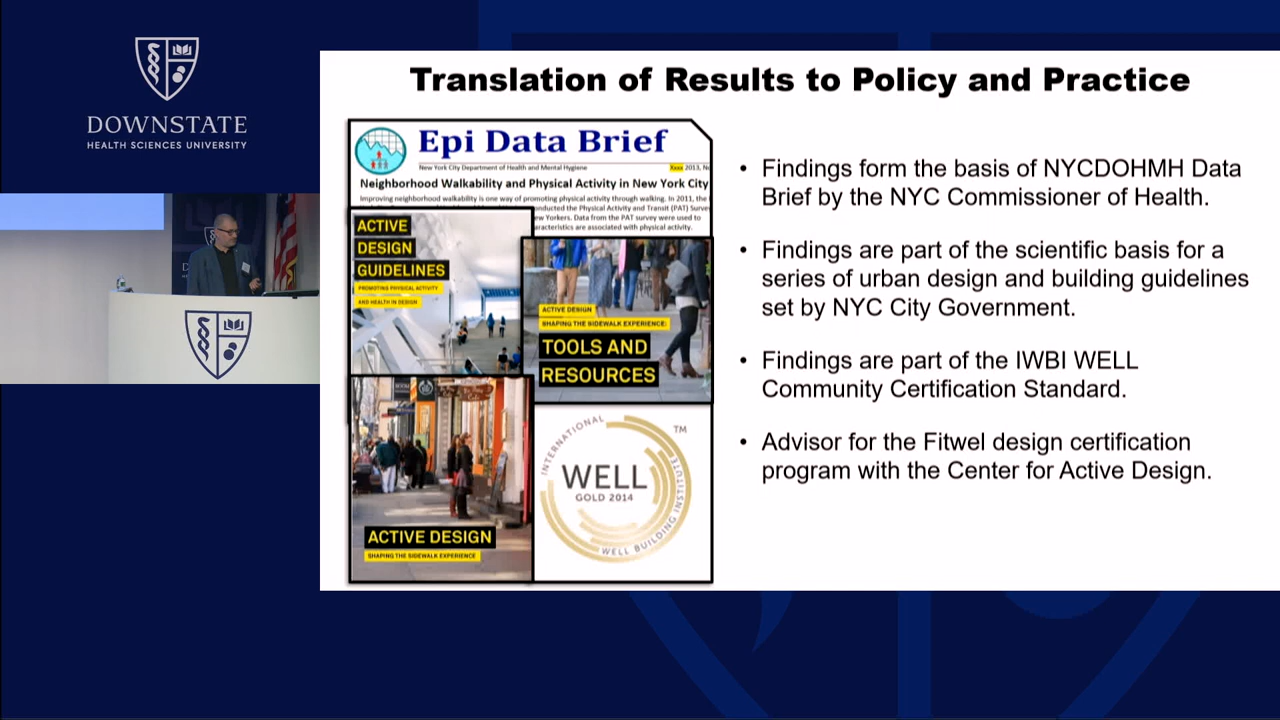 DOWNSTATE
HEALTH SCIENCES UNIVERSITY
Translation of Results to Policy and Practice
Epi Data Brief
New York City Department of Health and Mental Hygiene
Xxxx 2013, No
Neighborhood Walkability and Physical Activity in New York City
Improving neighborhood walkability is one way of promoting physical activity through walking. In 2011, the
onducted the Physical Activity and Transit (PAT) Survey
ew Yorkers. Data from the PAT survey were used to
aracteristics are associated with physical activity.
ACTIVE
DESIGN
GUIDELINES
PROMOTING PHYSICAL ACTIVITY
AND HEALTH IN DESIGN
ACTIVE DESIGN
SHAPING THE SIDEWALK EXPERIENCE:
TOOLS AND
RESOURCES
ACTIVE DESIGN
SHAPING THE SIDEWALK EXPERIENCE
INTERNATIONAL
TM
WELL
GOLD 2014
WELL BUILDING INSTITUTE
• Findings form the basis of NYCDOHMH Data
Brief by the NYC Commissioner of Health.
• Findings are part of the scientific basis for a
series of urban design and building guidelines
set by NYC City Government.
• Findings are part of the IWBI WELL
Community Certification Standard.
• Advisor for the Fitwel design certification
program with the Center for Active Design.